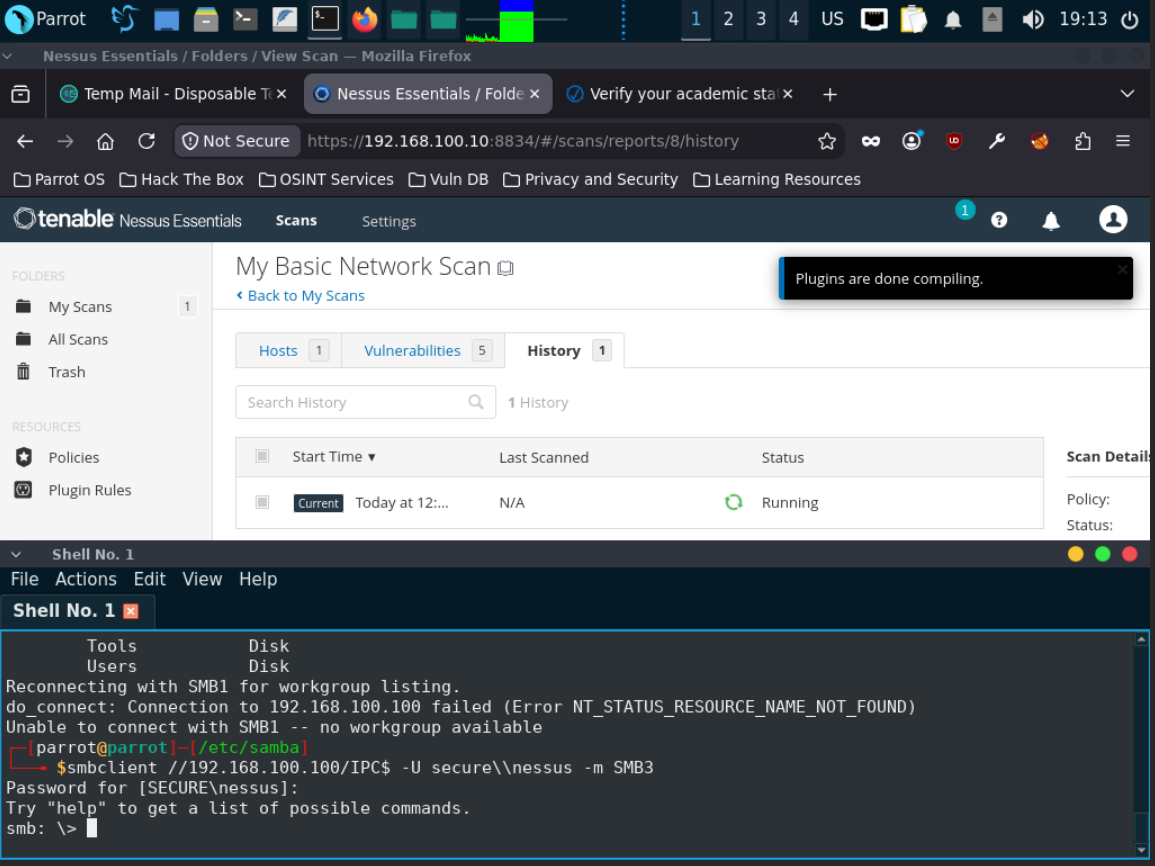 Parrot
1 2 3 4 US 19:13
Nessus Essentials / Folders / View Scan — Mozilla Firefox
Temp Mail - Disposable Te
Nessus Essentials / Folde
Verify your academic stat
Not Secure https://192.168.100.10:8834/#/scans/reports/8/history
Parrot OS Hack The Box OSINT Services Vuln DB Privacy and Security Learning Resources
tenable Nessus Essentials Scans Settings 1
FOLDERS
My Scans 1
All Scans
Trash
RESOURCES
Policies
Plugin Rules
My Basic Network Scan
Back to My Scans
Plugins are done compiling.
Hosts 1 Vulnerabilities 5 History 1
Search History 1 History
Start Time ▾ Last Scanned Status
Current Today at 12:... N/A Running
Scan Details
Policy:
Status:
Shell No. 1
File Actions Edit View Help
Shell No. 1
Tools Disk
Users Disk
Reconnecting with SMB1 for workgroup listing.
do_connect: Connection to 192.168.100.100 failed (Error NT_STATUS_RESOURCE_NAME_NOT_FOUND)
Unable to connect with SMB1 -- no workgroup available
┌─[parrot@parrot]─[/etc/samba]
└──╼ $smbclient //192.168.100.100/IPC$ -U secure\\nessus -m SMB3
Password for [SECURE\nessus]:
Try "help" to get a list of possible commands.
smb: \>